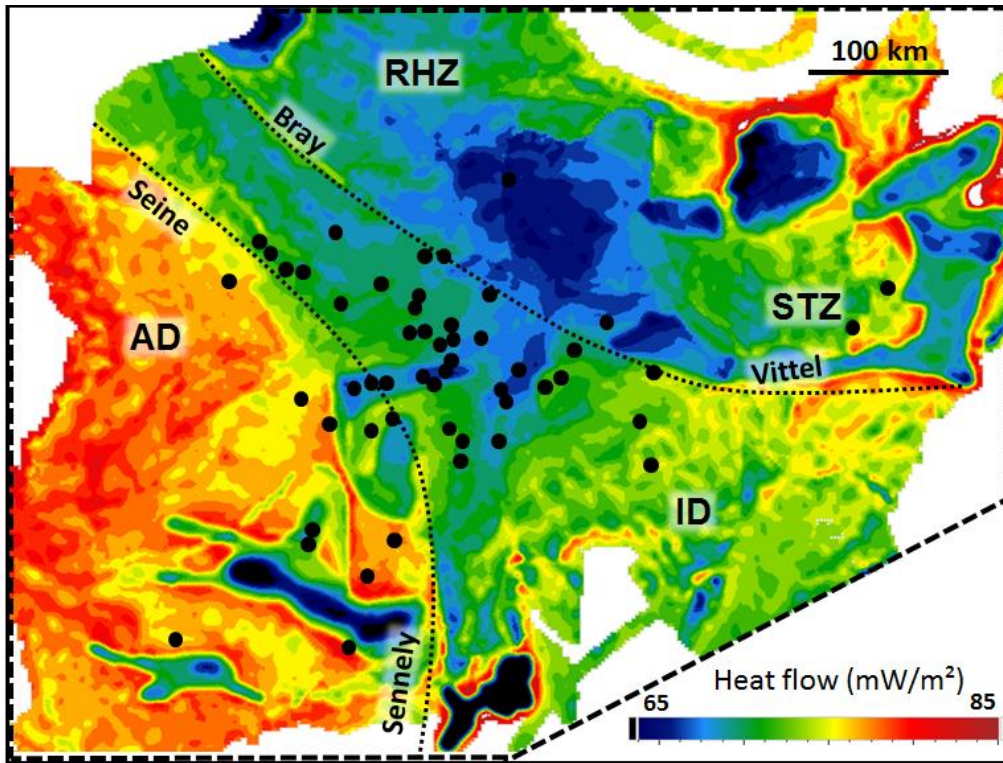 RHZ
100 km
Bray
Seine
AD
STZ
Vittel
ID
Sennely
Heat flow (mW/m²)
65
85